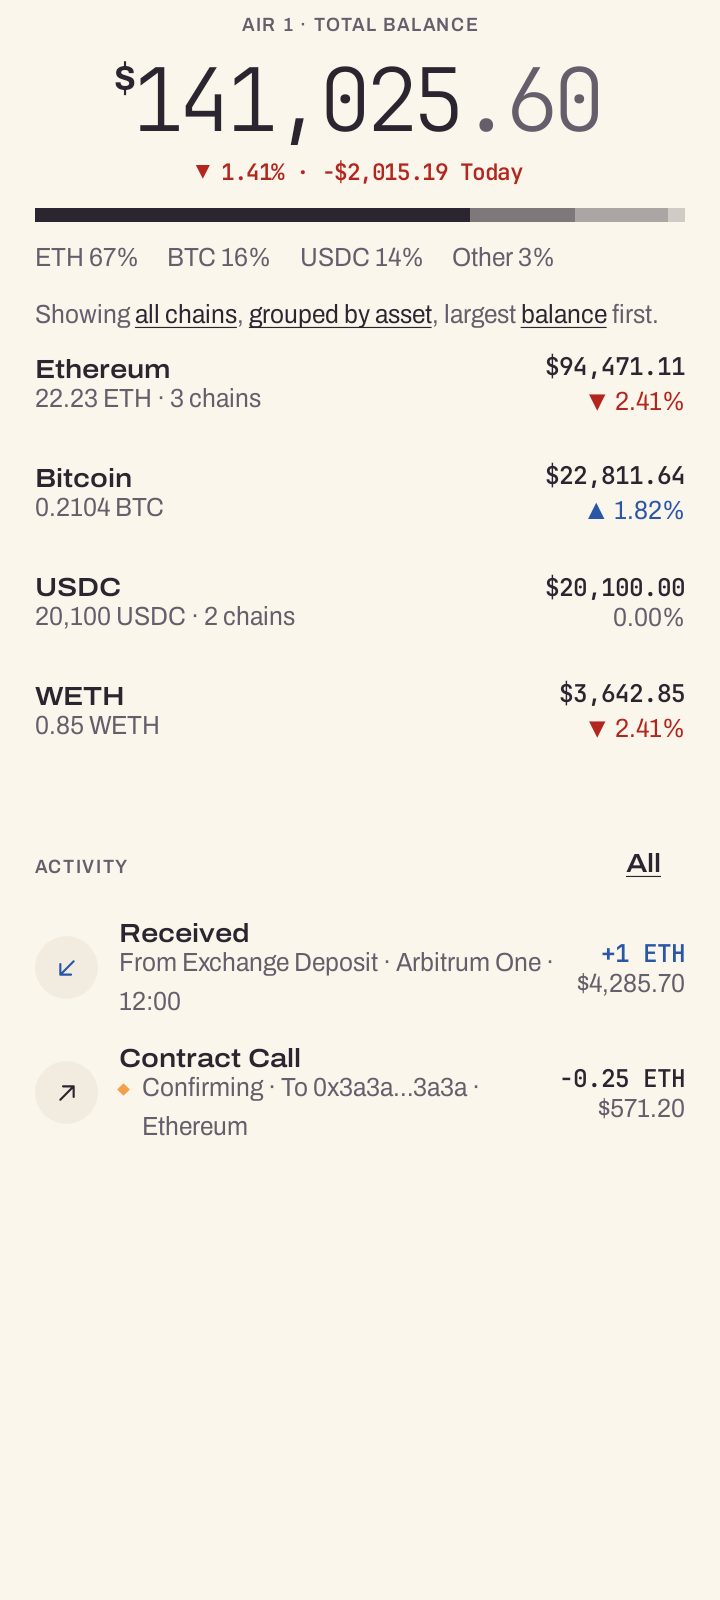 AIR 1 · TOTAL BALANCE
$141,025.60
▼ 1.41% · -$2,015.19 Today
ETH 67% BTC 16% USDC 14% Other 3%
Showing all chains, grouped by asset, largest balance first.
Ethereum $94,471.11
22.23 ETH · 3 chains ▼ 2.41%
Bitcoin $22,811.64
0.2104 BTC ▲ 1.82%
USDC $20,100.00
20,100 USDC · 2 chains 0.00%
WETH $3,642.85
0.85 WETH ▼ 2.41%
ACTIVITY All
Received
From Exchange Deposit · Arbitrum One · +1 ETH
12:00 $4,285.70
Contract Call
Confirming · To 0x3a3a…3a3a · -0.25 ETH
Ethereum $571.20